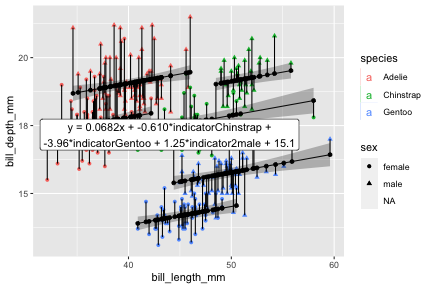 20
18
15
bill_depth_mm
y = 0.0682x + -0.610*indicatorChinstrap +
-3.96*indicatorGentoo + 1.25*indicator2male + 15.1
40
50
60
bill_length_mm
species
a Adelie
a Chinstrap
a Gentoo
sex
female
male
NA